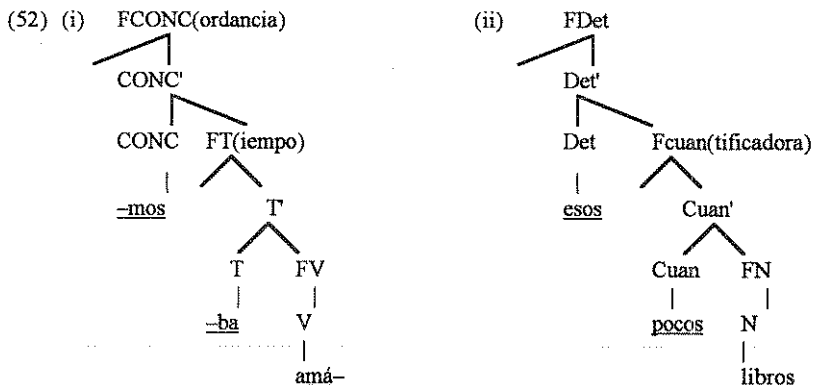 (52) (i) FCONC(ordancia) (ii) FDet
CONC' Det'
CONC FT(iempo) Det Fcuan(tificadora)
–mos T' esos Cuan'
T FV Cuan FN
–ba V pocos N
amá– libros